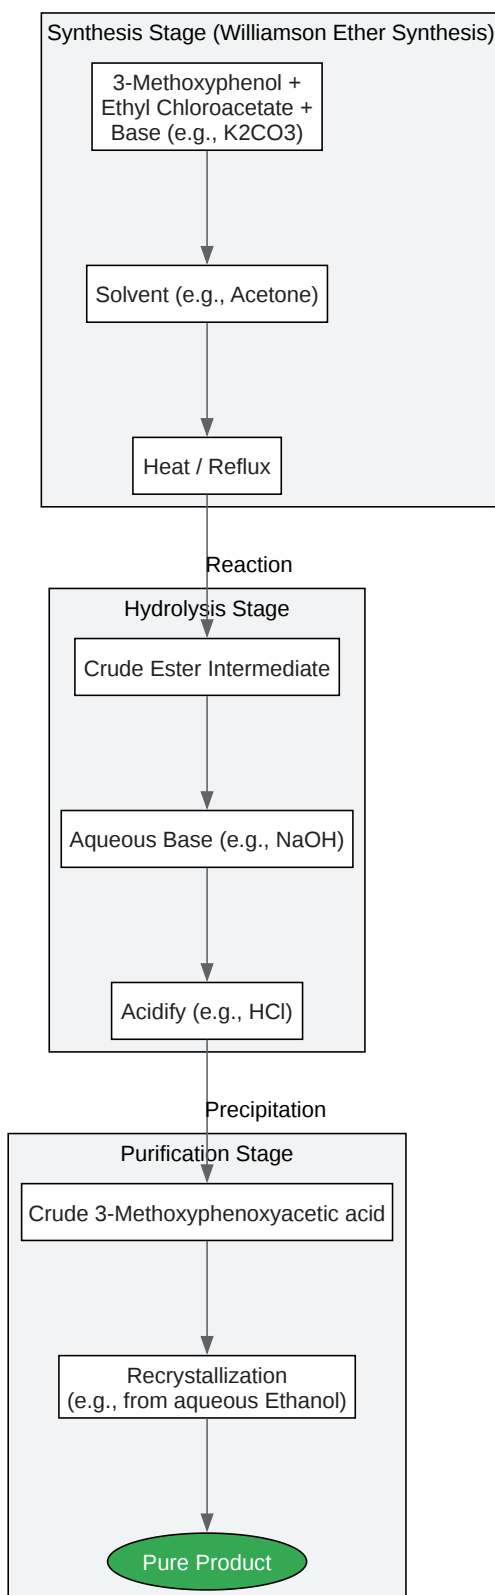 Synthesis Stage (Williamson Ether Synthesis)
3-Methoxyphenol +
Ethyl Chloroacetate +
Base (e.g., K2CO3)
Solvent (e.g., Acetone)
Heat / Reflux
Reaction
Hydrolysis Stage
Crude Ester Intermediate
Aqueous Base (e.g., NaOH)
Acidify (e.g., HCl)
Precipitation
Purification Stage
Crude 3-Methoxyphenoxyacetic acid
Recrystallization
(e.g., from aqueous Ethanol)
Pure Product